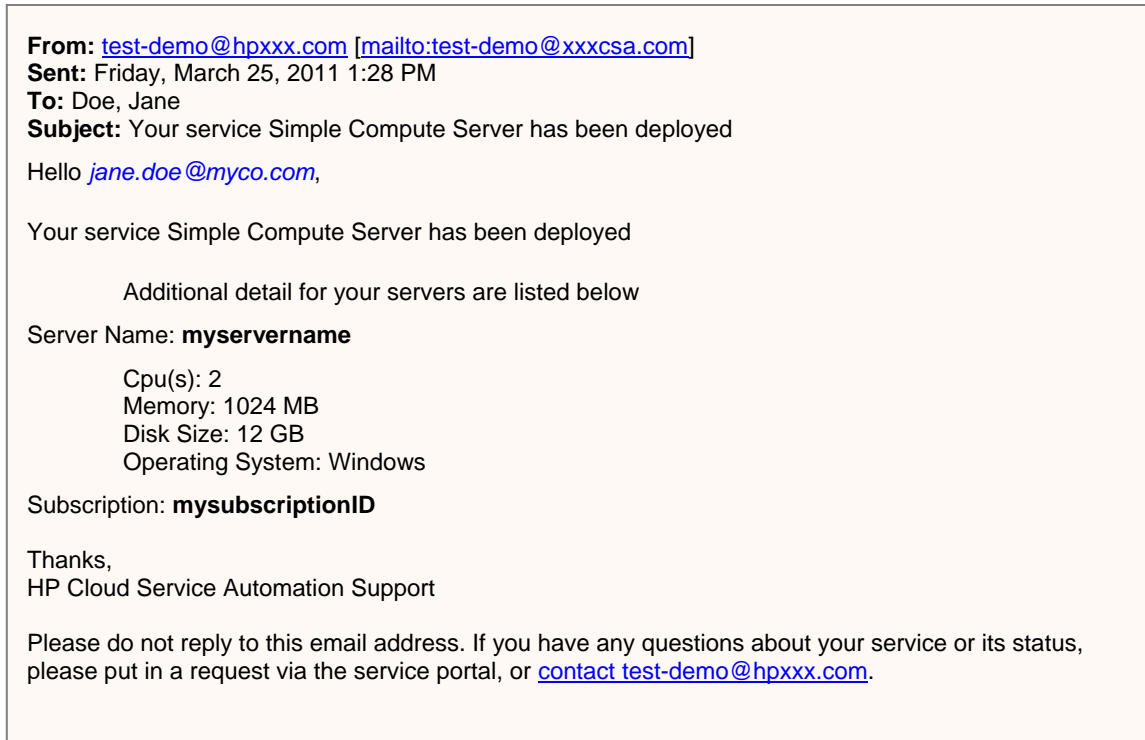 From: test-demo@hpxxx.com [mailto:test-demo@xxxcsa.com]
Sent: Friday, March 25, 2011 1:28 PM
To: Doe, Jane
Subject: Your service Simple Compute Server has been deployed
Hello jane.doe@myco.com,
Your service Simple Compute Server has been deployed
Additional detail for your servers are listed below
Server Name: myservername
Cpu(s): 2
Memory: 1024 MB
Disk Size: 12 GB
Operating System: Windows
Subscription: mysubscriptionID
Thanks,
HP Cloud Service Automation Support
Please do not reply to this email address. If you have any questions about your service or its status,
please put in a request via the service portal, or contact test-demo@hpxxx.com.